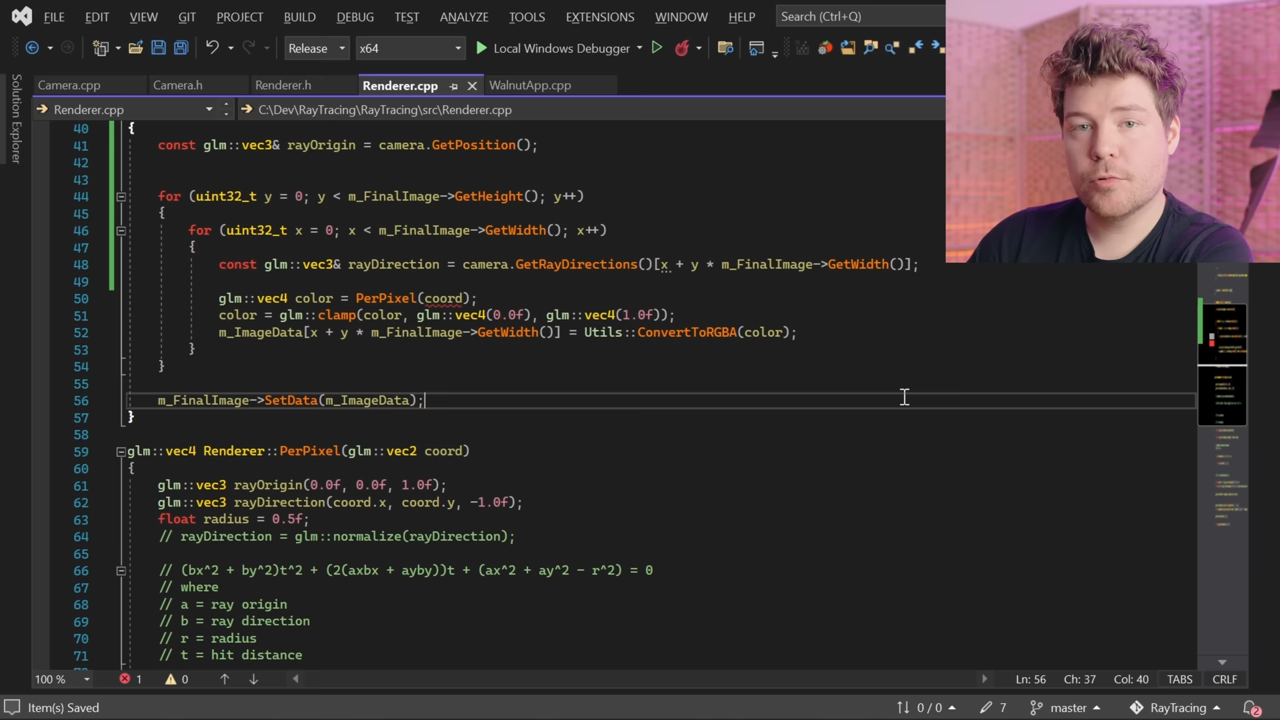 FILE EDIT VIEW GIT PROJECT BUILD DEBUG TEST ANALYZE TOOLS EXTENSIONS WINDOW HELP Search (Ctrl+Q)
Release x64 Local Windows Debugger
Camera.cpp Camera.h Renderer.h Renderer.cpp WalnutApp.cpp
Solution Explorer
Renderer.cpp C:\Dev\RayTracing\RayTracing\src\Renderer.cpp
40 {
41 const glm::vec3& rayOrigin = camera.GetPosition();
42
43
44 for (uint32_t y = 0; y < m_FinalImage->GetHeight(); y++)
45 {
46 for (uint32_t x = 0; x < m_FinalImage->GetWidth(); x++)
47 {
48 const glm::vec3& rayDirection = camera.GetRayDirections()[x + y * m_FinalImage->GetWidth()];
49
50 glm::vec4 color = PerPixel(coord);
51 color = glm::clamp(color, glm::vec4(0.0f), glm::vec4(1.0f));
52 m_ImageData[x + y * m_FinalImage->GetWidth()] = Utils::ConvertToRGBA(color);
53 }
54 }
55
56 m_FinalImage->SetData(m_ImageData);
57 }
58
59 glm::vec4 Renderer::PerPixel(glm::vec2 coord)
60 {
61 glm::vec3 rayOrigin(0.0f, 0.0f, 1.0f);
62 glm::vec3 rayDirection(coord.x, coord.y, -1.0f);
63 float radius = 0.5f;
64 // rayDirection = glm::normalize(rayDirection);
65
66 // (bx^2 + by^2)t^2 + (2(axbx + ayby))t + (ax^2 + ay^2 - r^2) = 0
67 // where
68 // a = ray origin
69 // b = ray direction
70 // r = radius
71 // t = hit distance
100 % 1 0 Ln: 56 Ch: 37 Col: 40 TABS CRLF
Item(s) Saved 0 / 0 7 master RayTracing 2